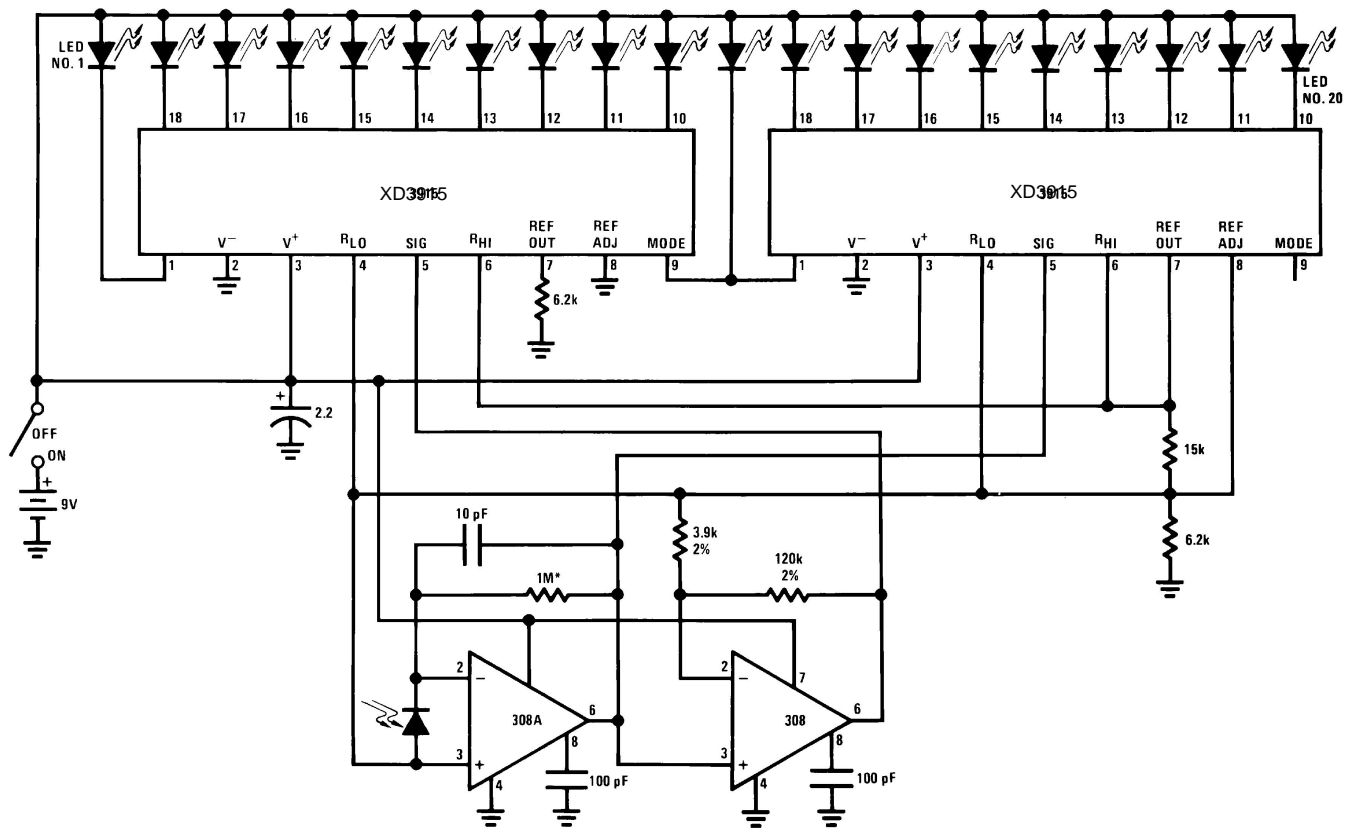 LED
NO. 1
LED
NO. 20
18 17 16 15 14 13 12 11 10
18 17 16 15 14 13 12 11 10
XD3915
XD3915
V− V+ RLO SIG RHI REF OUT REF ADJ MODE
V− V+ RLO SIG RHI REF OUT REF ADJ MODE
1 2 3 4 5 6 7 8 9
1 2 3 4 5 6 7 8 9
6.2k
+
2.2
OFF
ON
+
9V
15k
6.2k
10 pF
3.9k
2%
120k
2%
1M*
2
−
308A
6
3
+
8
4
100 pF
2
−
7
308
6
3
+
8
4
100 pF